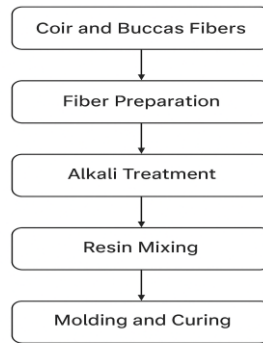 Coir and Buccas Fibers
Fiber Preparation
Alkali Treatment
Resin Mixing
Molding and Curing